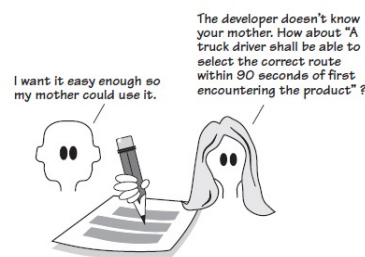 The developer doesn't know
your mother. How about "A
truck driver shall be able to
select the correct route
within 90 seconds of first
encountering the product" ?
I want it easy enough so
my mother could use it.